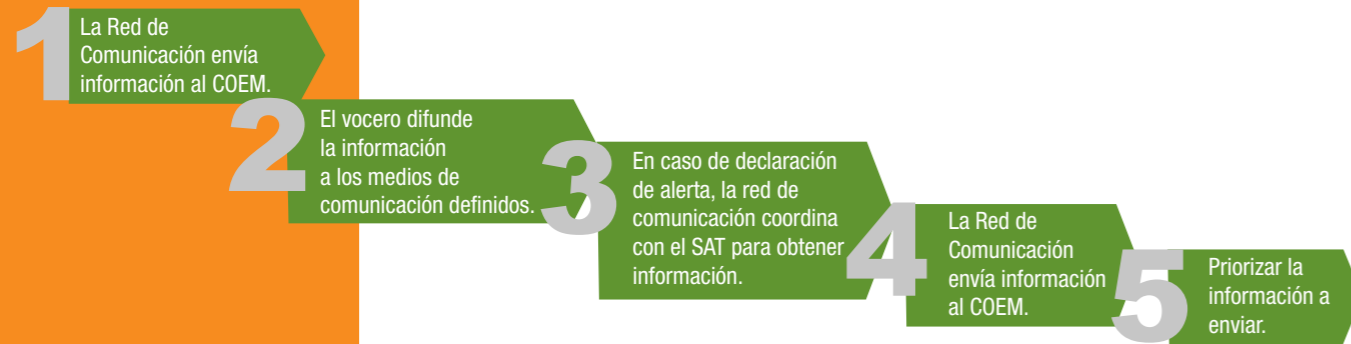 1
La Red de
Comunicación envía
información al COEM.
2
El vocero difunde
la información
a los medios de
comunicación definidos.
3
En caso de declaración
de alerta, la red de
comunicación coordina
con el SAT para obtener
información.
4
La Red de
Comunicación
envía información
al COEM.
5
Priorizar la
información a
enviar.